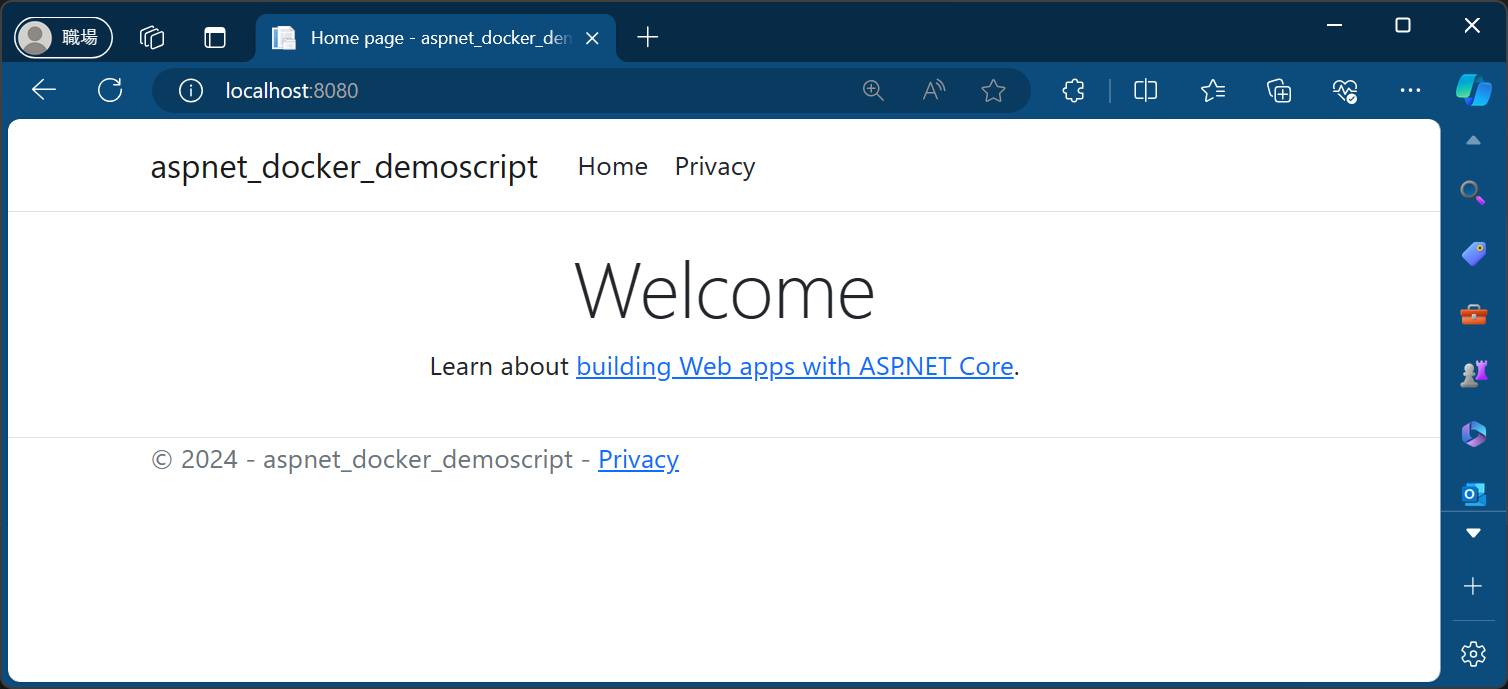 職場
Home page - aspnet_docker_den
localhost:8080
aspnet_docker_demoscript Home Privacy
Welcome
Learn about building Web apps with ASP.NET Core.
© 2024 - aspnet_docker_demoscript - Privacy